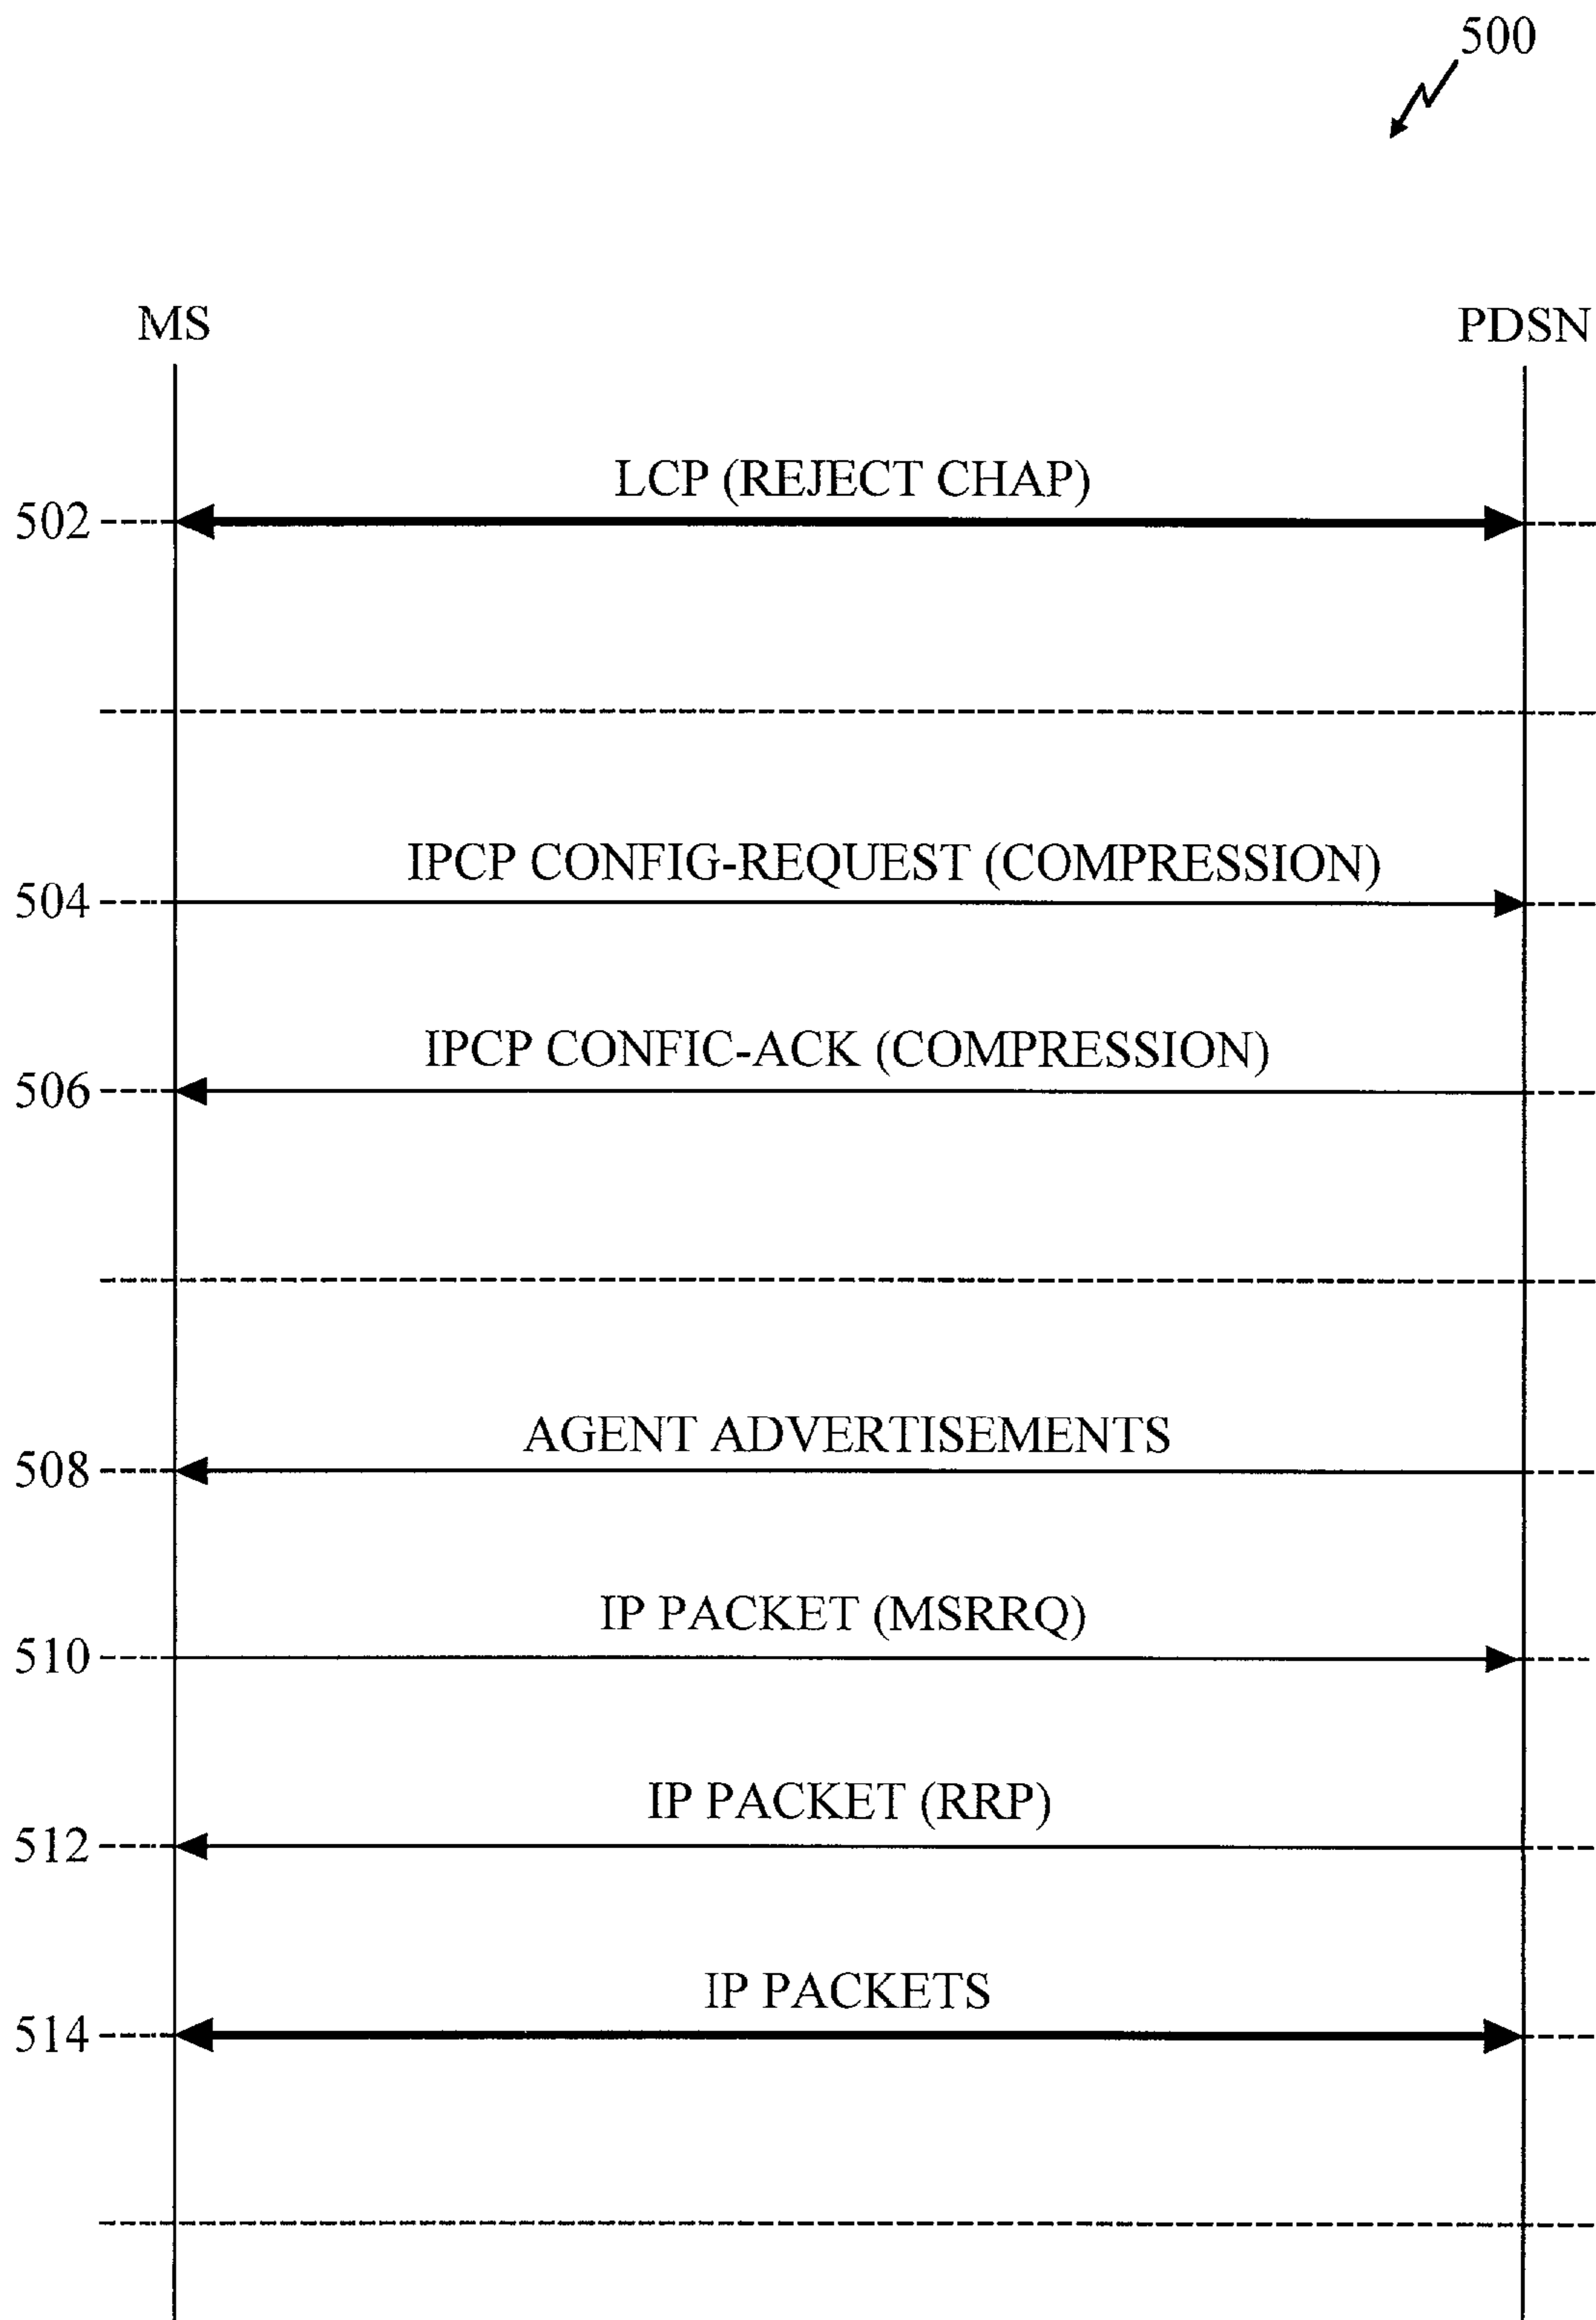 500
MS
PDSN
LCP (REJECT CHAP)
502
IPCP CONFIG-REQUEST (COMPRESSION)
504
IPCP CONFIC-ACK (COMPRESSION)
506
AGENT ADVERTISEMENTS
508
IP PACKET (MSRRQ)
510
IP PACKET (RRP)
512
IP PACKETS
514